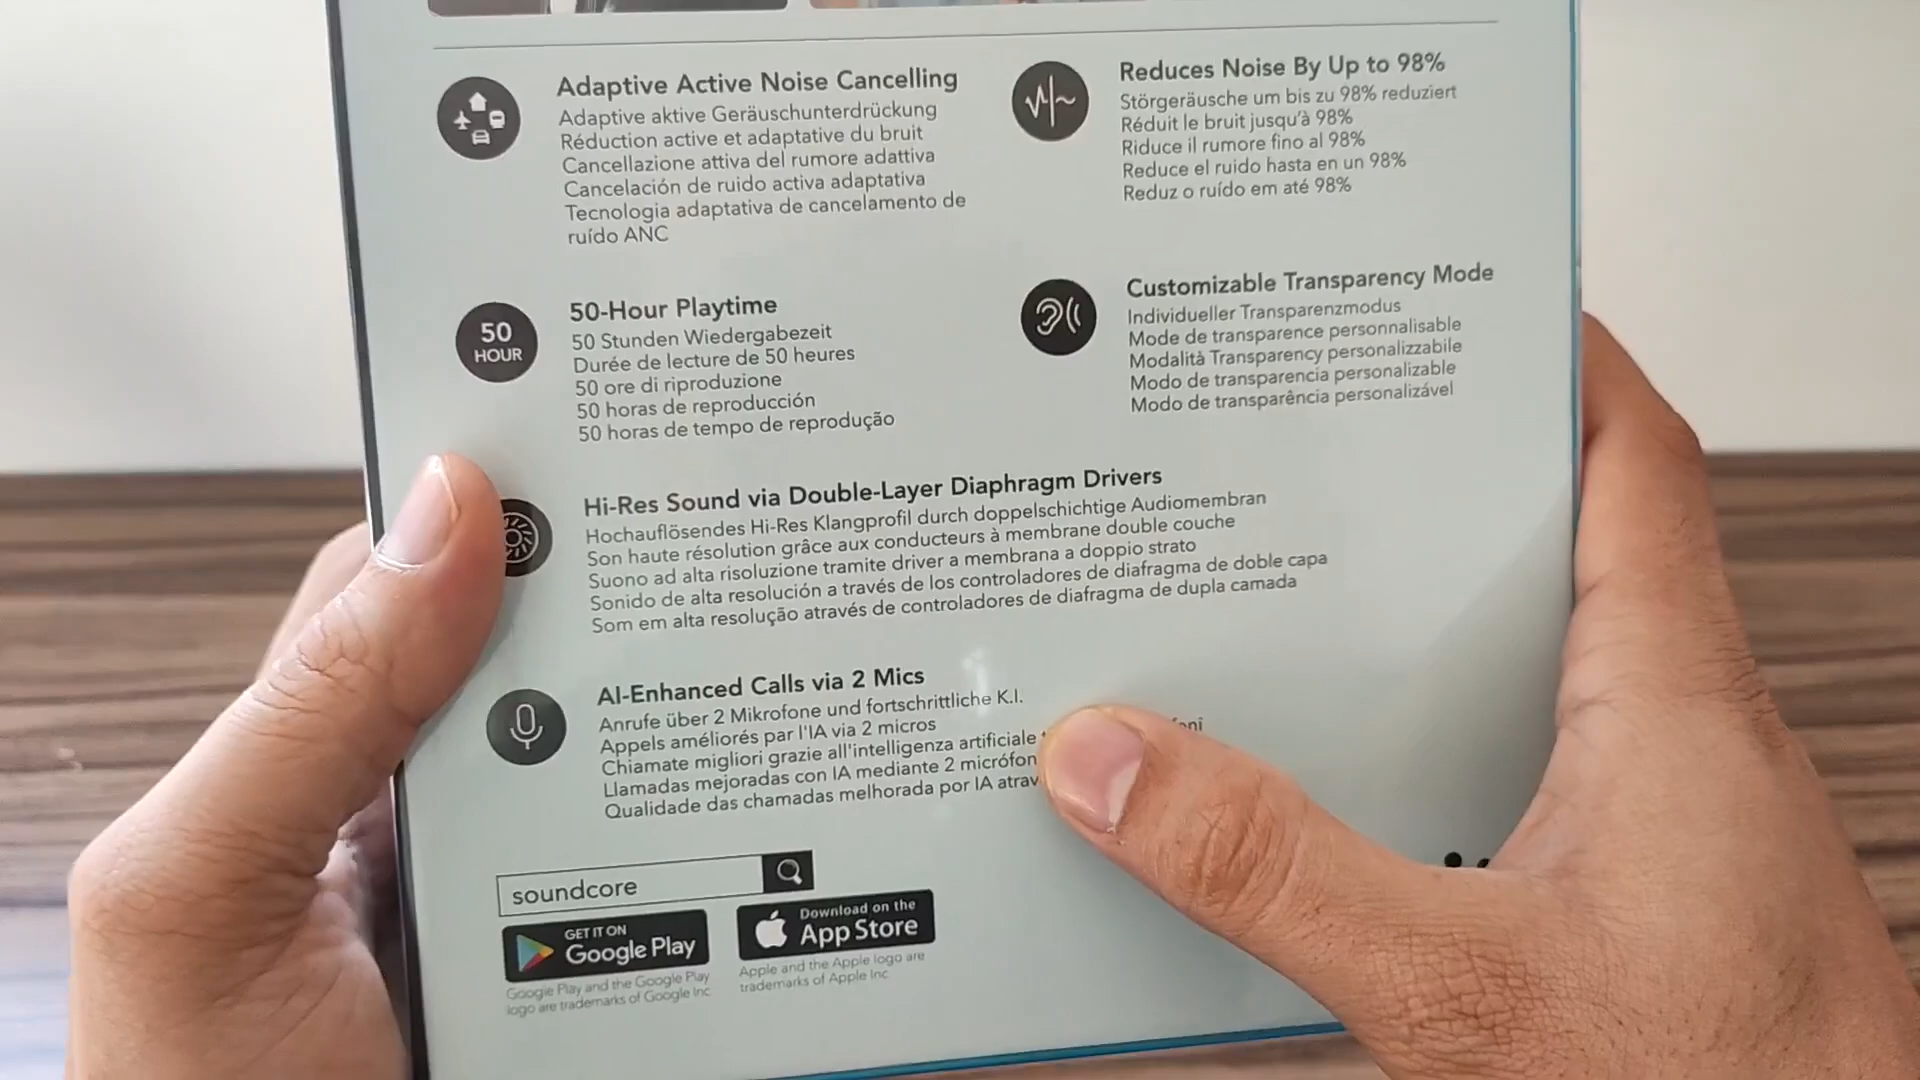 Adaptive Active Noise Cancelling
Adaptive aktive Geräuschunterdrückung
Réduction active et adaptative du bruit
Cancellazione attiva del rumore adattiva
Cancelación de ruido activa adaptativa
Tecnologia adaptativa de cancelamento de
ruído ANC
Reduces Noise By Up to 98%
Störgeräusche um bis zu 98% reduziert
Réduit le bruit jusqu'à 98%
Riduce il rumore fino al 98%
Reduce el ruido hasta en un 98%
Reduz o ruído em até 98%
50
HOUR
50-Hour Playtime
50 Stunden Wiedergabezeit
Durée de lecture de 50 heures
50 ore di riproduzione
50 horas de reproducción
50 horas de tempo de reprodução
Customizable Transparency Mode
Individueller Transparenzmodus
Mode de transparence personnalisable
Modalità Transparency personalizzabile
Modo de transparencia personalizable
Modo de transparência personalizável
Hi-Res Sound via Double-Layer Diaphragm Drivers
Hochauflösendes Hi-Res Klangprofil durch doppelschichtige Audiomembran
Son haute résolution grâce aux conducteurs à membrane double couche
Suono ad alta risoluzione tramite driver a membrana a doppio strato
Sonido de alta resolución a través de los controladores de diafragma de doble capa
Som em alta resolução através de controladores de diafragma de dupla camada
AI-Enhanced Calls via 2 Mics
Anrufe über 2 Mikrofone und fortschrittliche K.I.
Appels améliorés par l'IA via 2 micros
Chiamate migliori grazie all'intelligenza artificiale
Llamadas mejoradas con IA mediante 2
Qualidade das chamadas melhorada por IA
soundcore
GET IT ON
Google Play
Google Play and the Google Play
logo are trademarks of Google Inc
Download on the
App Store
Apple and the Apple logo are
trademarks of Apple Inc